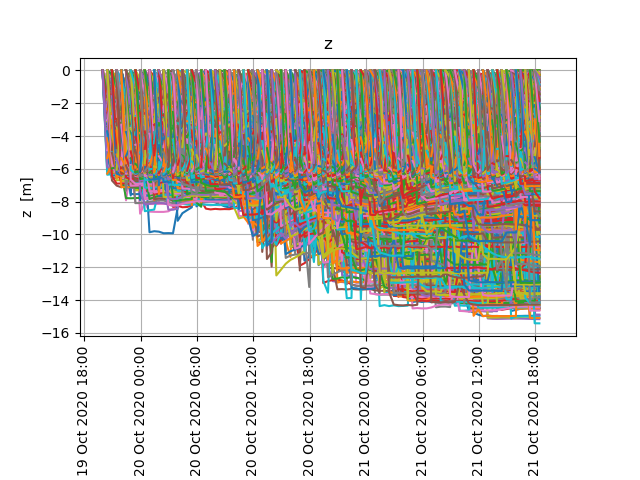 z
0
−2
−4
−6
−8
−10
−12
−14
−16
z [m]
19 Oct 2020 18:00
20 Oct 2020 00:00
20 Oct 2020 06:00
20 Oct 2020 12:00
20 Oct 2020 18:00
21 Oct 2020 00:00
21 Oct 2020 06:00
21 Oct 2020 12:00
21 Oct 2020 18:00